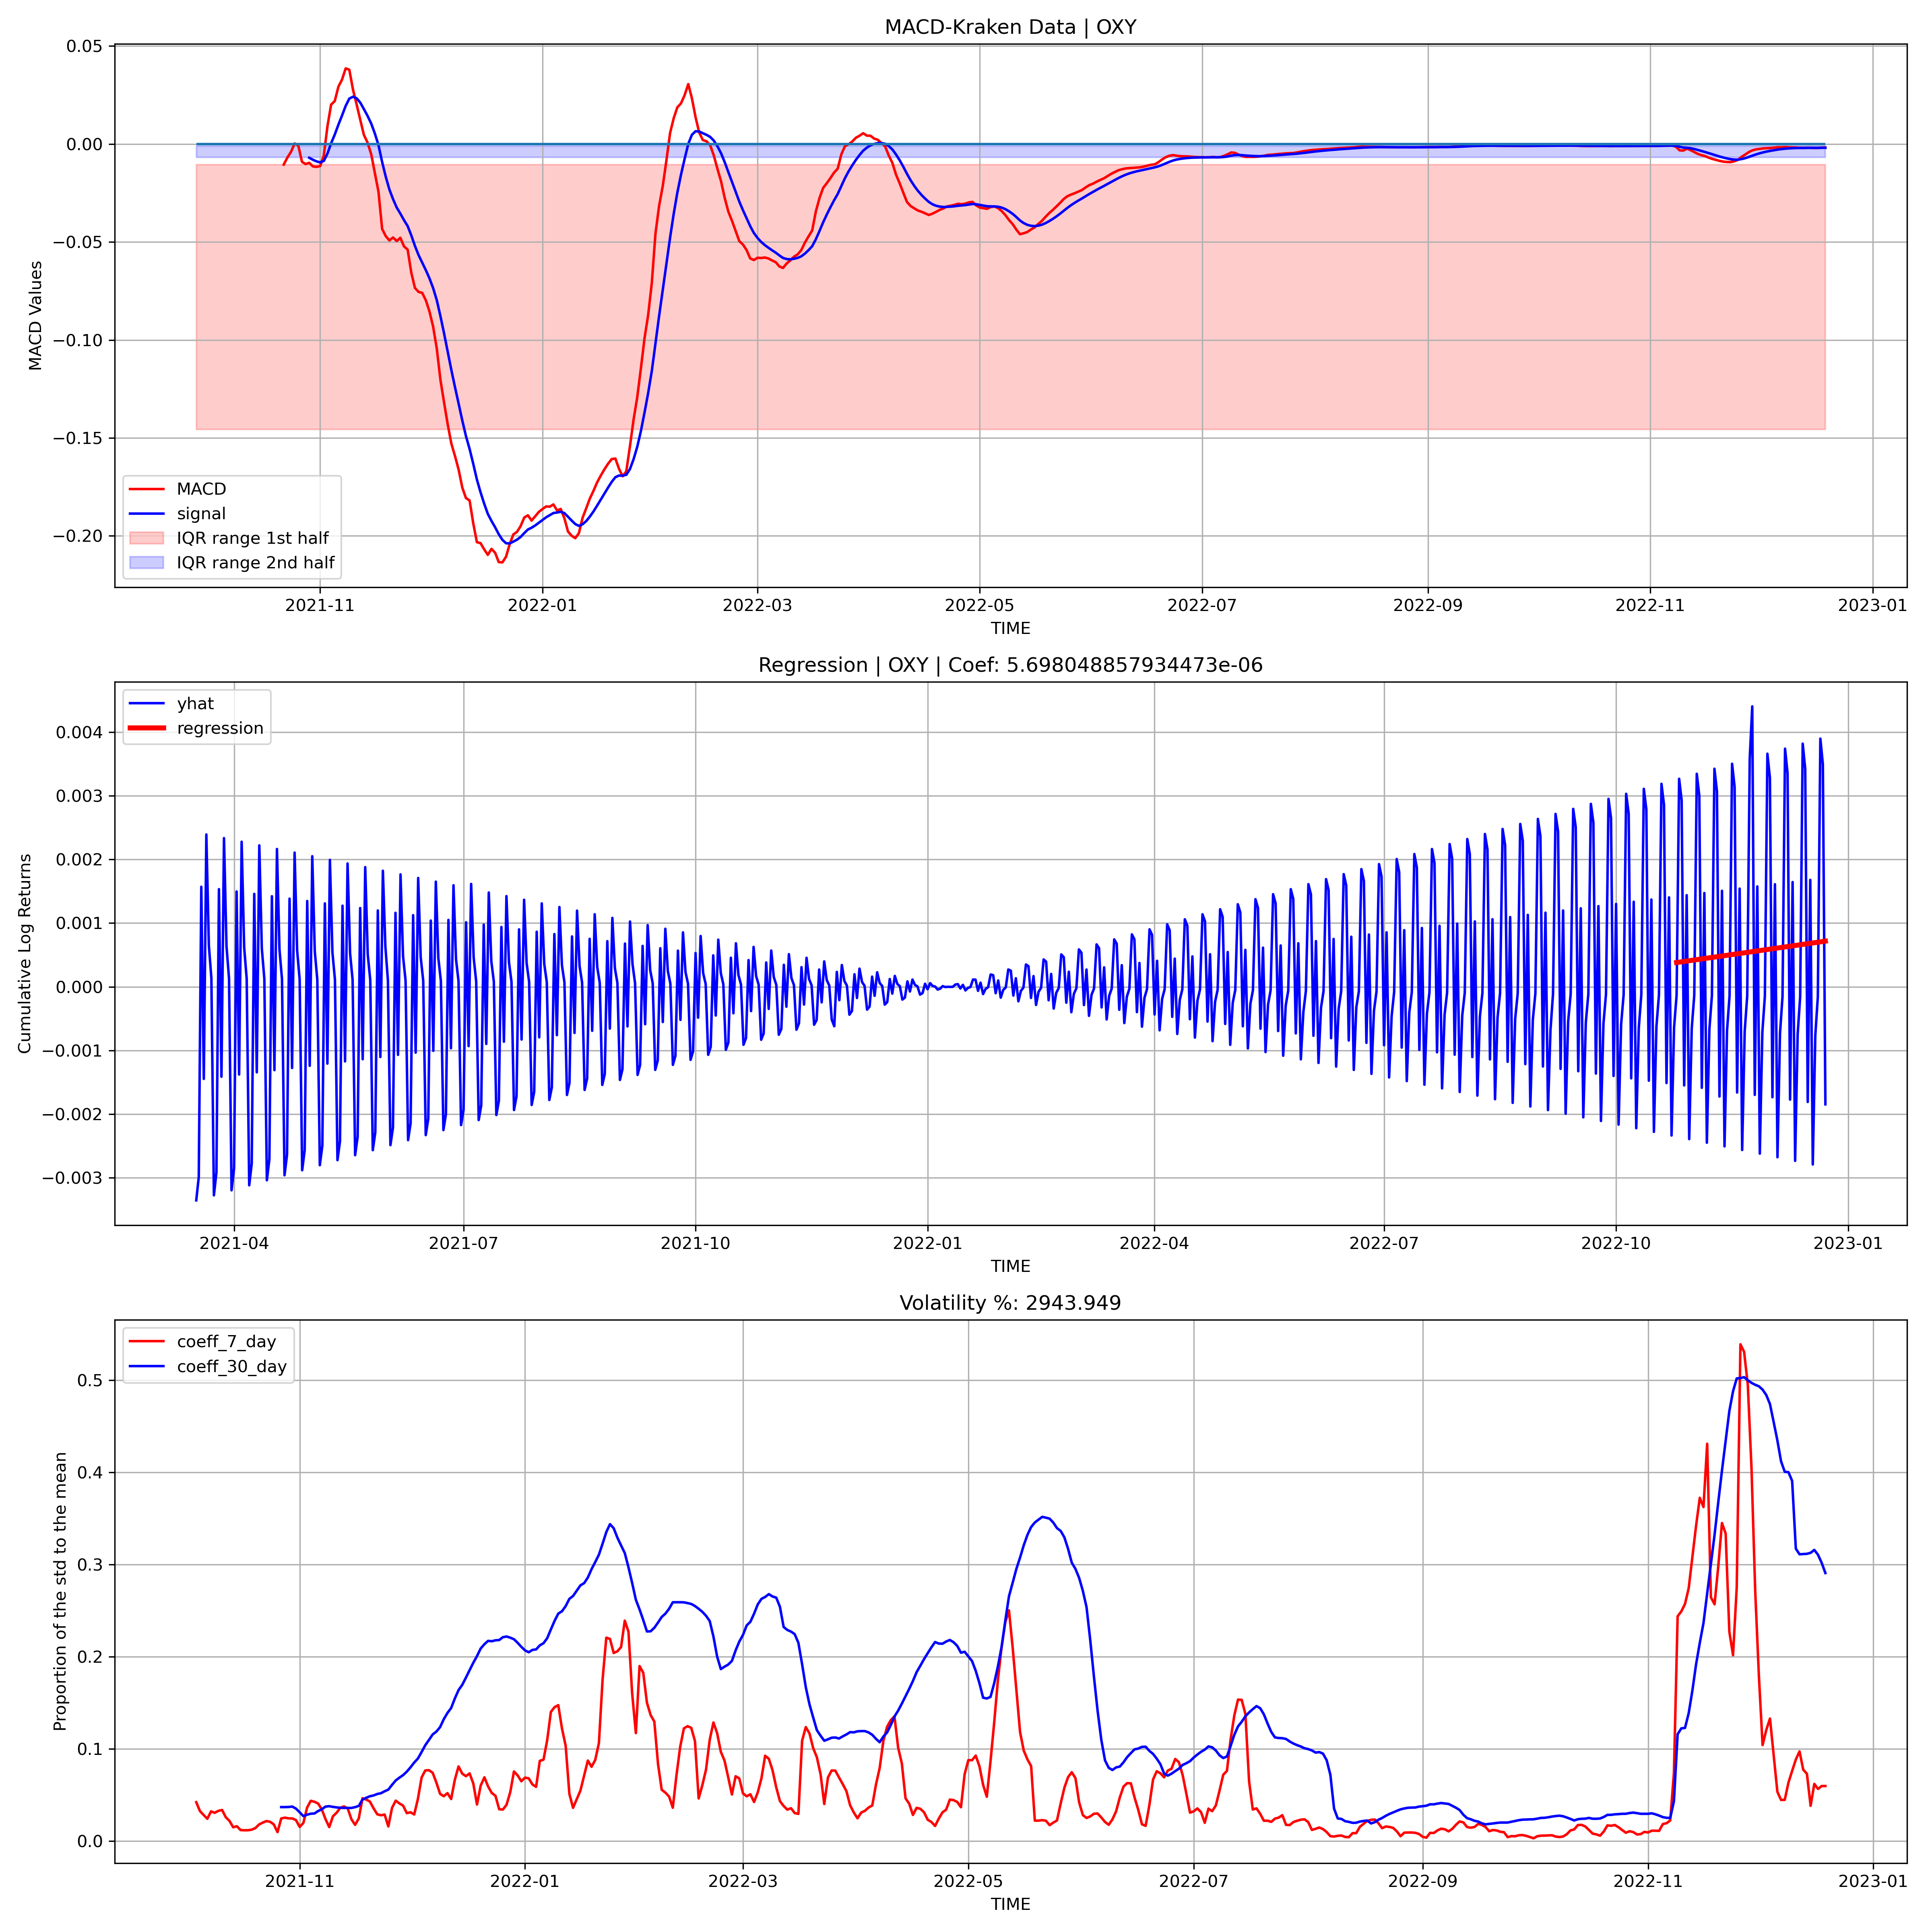 MACD-Kraken Data | OXY
MACD Values
0.05
0.00
−0.05
−0.10
−0.15
−0.20
MACD
signal
IQR range 1st half
IQR range 2nd half
2021-11
2022-01
2022-03
2022-05
2022-07
2022-09
2022-11
2023-01
TIME
Regression | OXY | Coef: 5.698048857934473e-06
Cumulative Log Returns
yhat
regression
0.004
0.003
0.002
0.001
0.000
−0.001
−0.002
−0.003
2021-04
2021-07
2021-10
2022-01
2022-04
2022-07
2022-10
2023-01
TIME
Volatility %: 2943.949
Proportion of the std to the mean
coeff_7_day
coeff_30_day
0.5
0.4
0.3
0.2
0.1
0.0
2021-11
2022-01
2022-03
2022-05
2022-07
2022-09
2022-11
2023-01
TIME